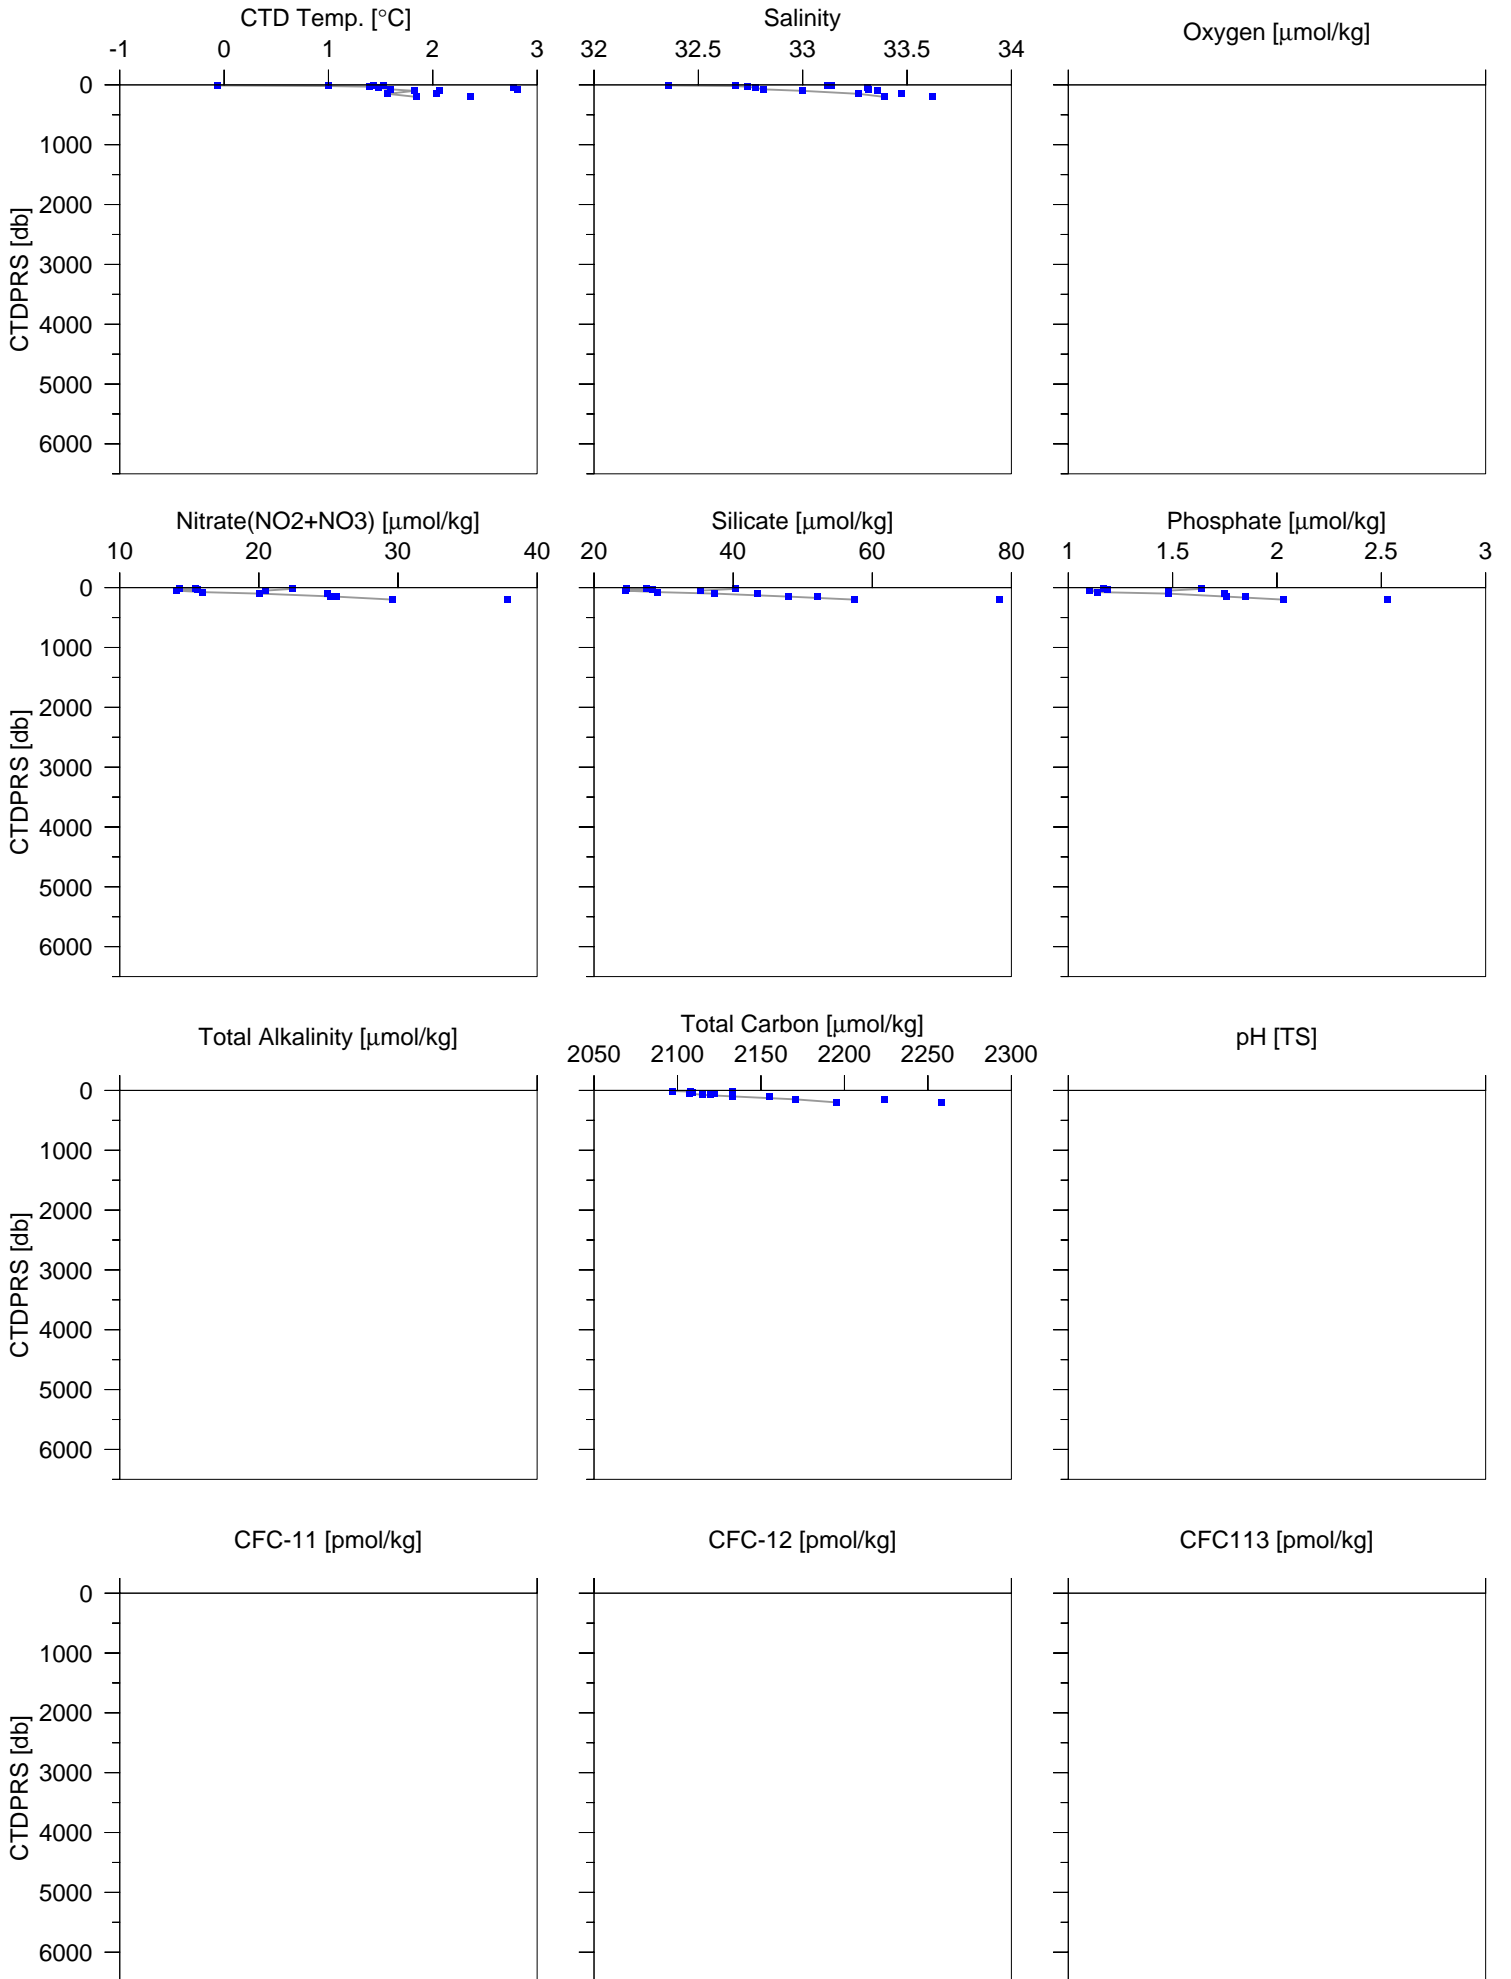 CTD Temp. [°C]
-1 0 1 2 3
Salinity
32 32.5 33 33.5 34
Oxygen [μmol/kg]
0
1000
2000
3000
4000
5000
6000
CTDPRS [db]
Nitrate(NO2+NO3) [μmol/kg]
10 20 30 40
Silicate [μmol/kg]
20 40 60 80
Phosphate [μmol/kg]
1 1.5 2 2.5 3
0
1000
2000
3000
4000
5000
6000
CTDPRS [db]
Total Alkalinity [μmol/kg]
Total Carbon [μmol/kg]
2050 2100 2150 2200 2250 2300
pH [TS]
0
1000
2000
3000
4000
5000
6000
CTDPRS [db]
CFC-11 [pmol/kg]
CFC-12 [pmol/kg]
CFC113 [pmol/kg]
0
1000
2000
3000
4000
5000
6000
CTDPRS [db]